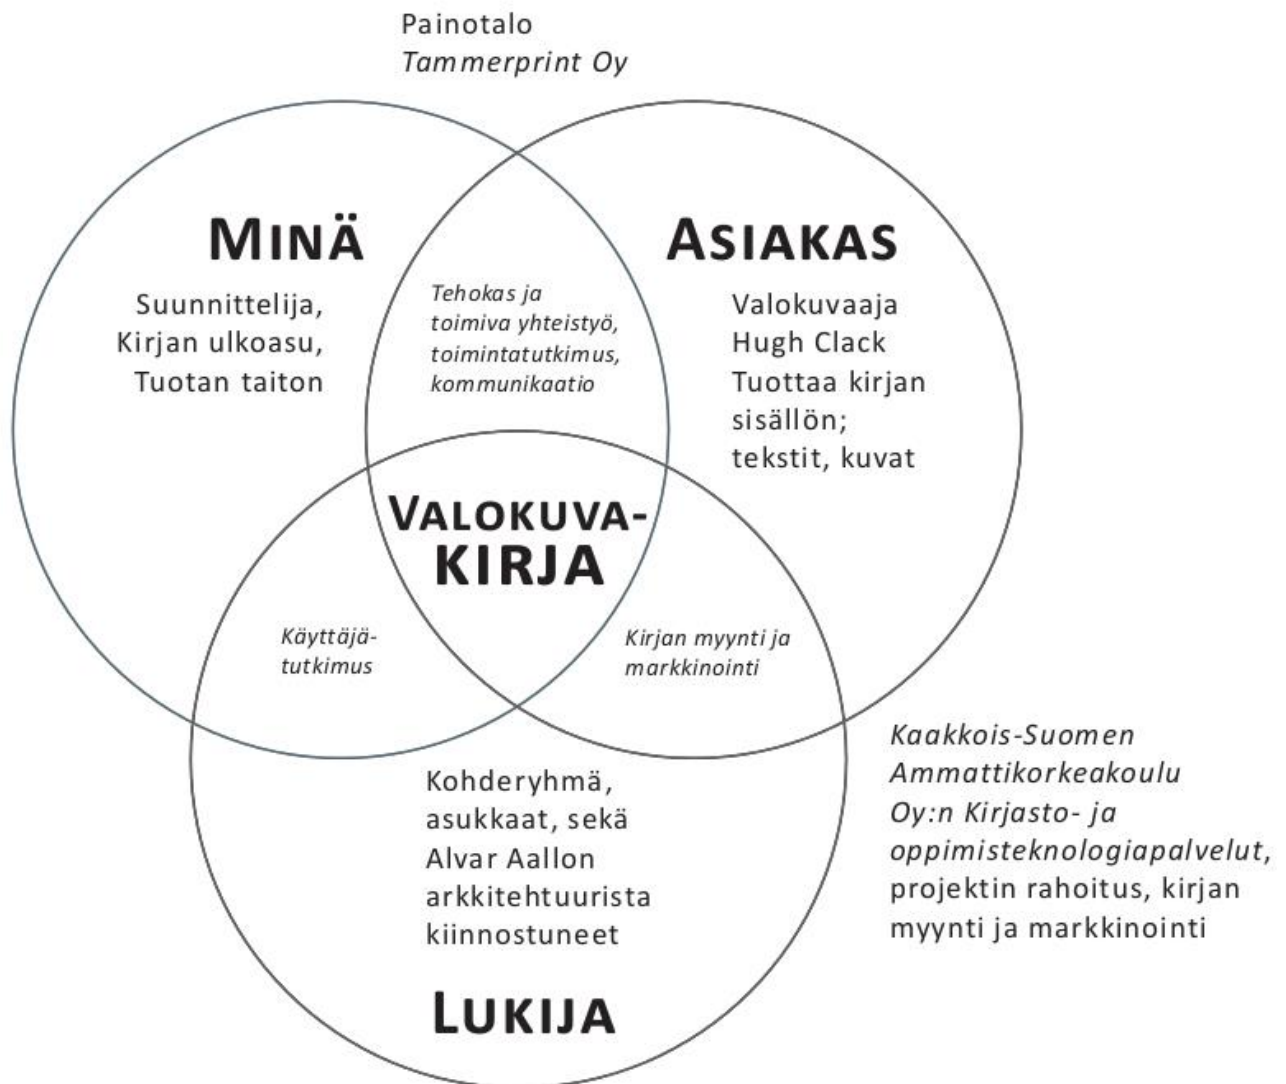 Painotalo
Tammerprint Oy
MINÄ
Suunnittelija,
Kirjan ulkoasu,
Tuotan taiton
Tehokas ja
toimiva yhteistyö,
toimintatutkimus,
kommunikaatio
ASIAKAS
Valokuvaaja
Hugh Clack
Tuottaa kirjan
sisällön;
tekstit, kuvat
VALOKUVA-
KIRJA
Käyttäjä-
tutkimus
Kirjan myynti ja
markkinointi
Kohderyhmä,
asukkaat, sekä
Alvar Aallon
arkkitehtuurista
kiinnostuneet
LUKIJA
Kaakkois-Suomen
Ammattikorkeakoulu
Oy:n Kirjasto- ja
oppimisteknologiapalvelut,
projektin rahoitus, kirjan
myynti ja markkinointi